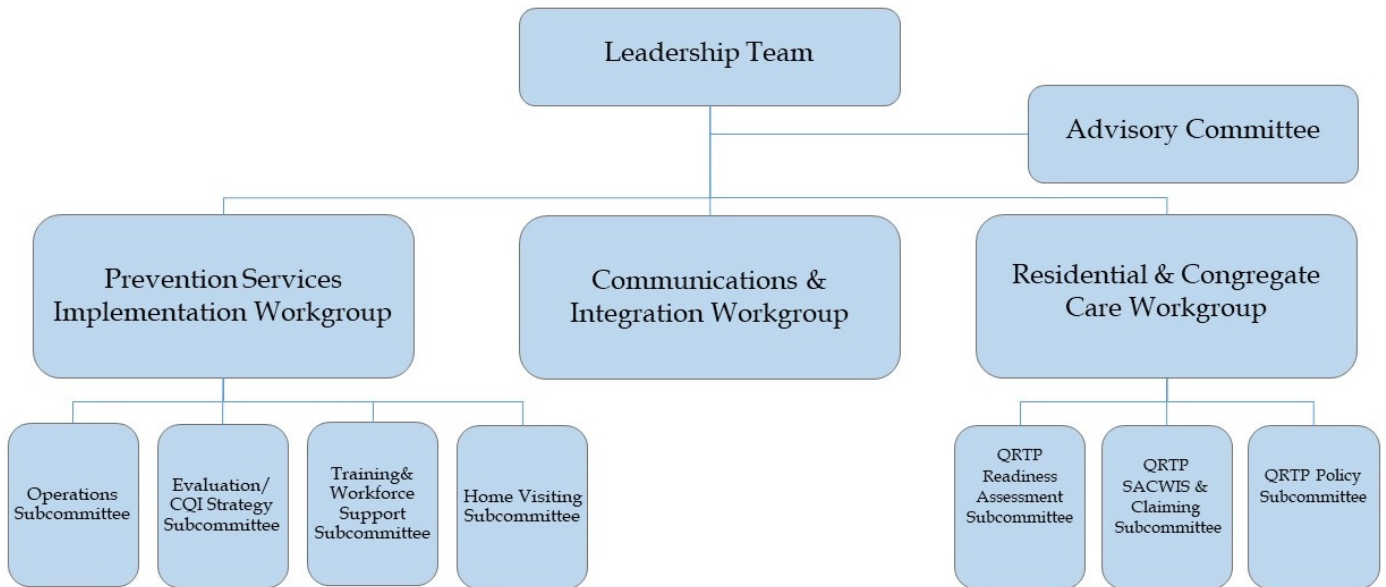 Leadership Team
Advisory Committee
Prevention Services
Implementation Workgroup
Communications &
Integration Workgroup
Residential & Congregate
Care Workgroup
Operations
Subcommittee
Evaluation/
CQI Strategy
Subcommittee
Training&
Workforce
Support
Subcommittee
Home Visiting
Subcommittee
QRTP
Readiness
Assessment
Subcommittee
QRTP
SACWIS &
Claiming
Subcommittee
QRTP Policy
Subcommittee